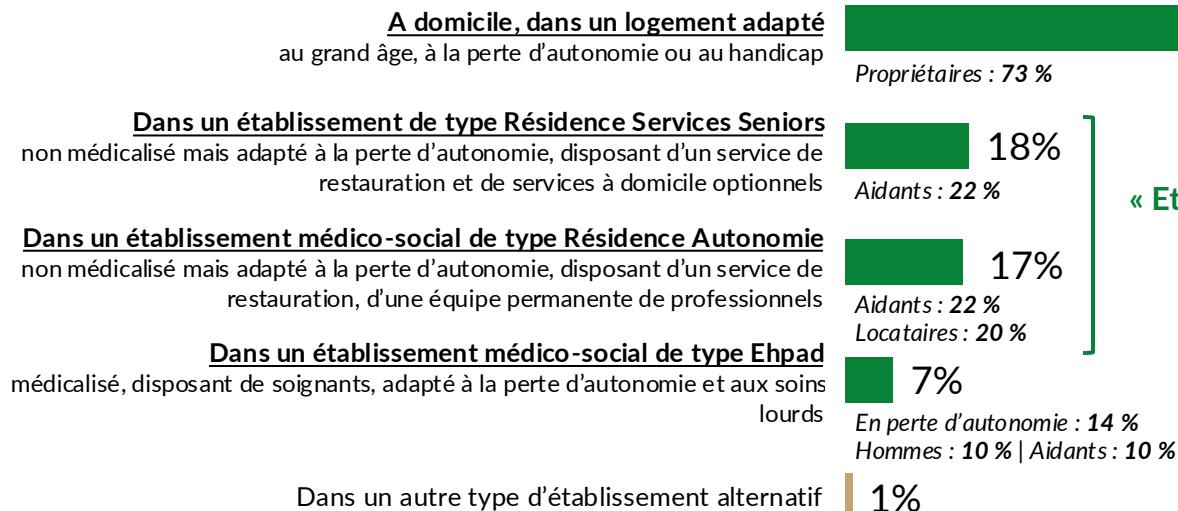 A domicile, dans un logement adapté
au grand âge, à la perte d'autonomie ou au handicap
Propriétaires : 73 %
Dans un établissement de type Résidence Services Seniors
non médicalisé mais adapté à la perte d'autonomie, disposant d'un service de
restauration et de services à domicile optionnels
18%
Aidants : 22 %
« Et
Dans un établissement médico-social de type Résidence Autonomie
non médicalisé mais adapté à la perte d'autonomie, disposant d'un service de
restauration, d'une équipe permanente de professionnels
17%
Aidants : 22 %
Locataires : 20 %
Dans un établissement médico-social de type Ehpad
médicalisé, disposant de soignants, adapté à la perte d'autonomie et aux soins
lourds
7%
En perte d'autonomie : 14 %
Hommes : 10 % | Aidants : 10 %
Dans un autre type d'établissement alternatif
1%